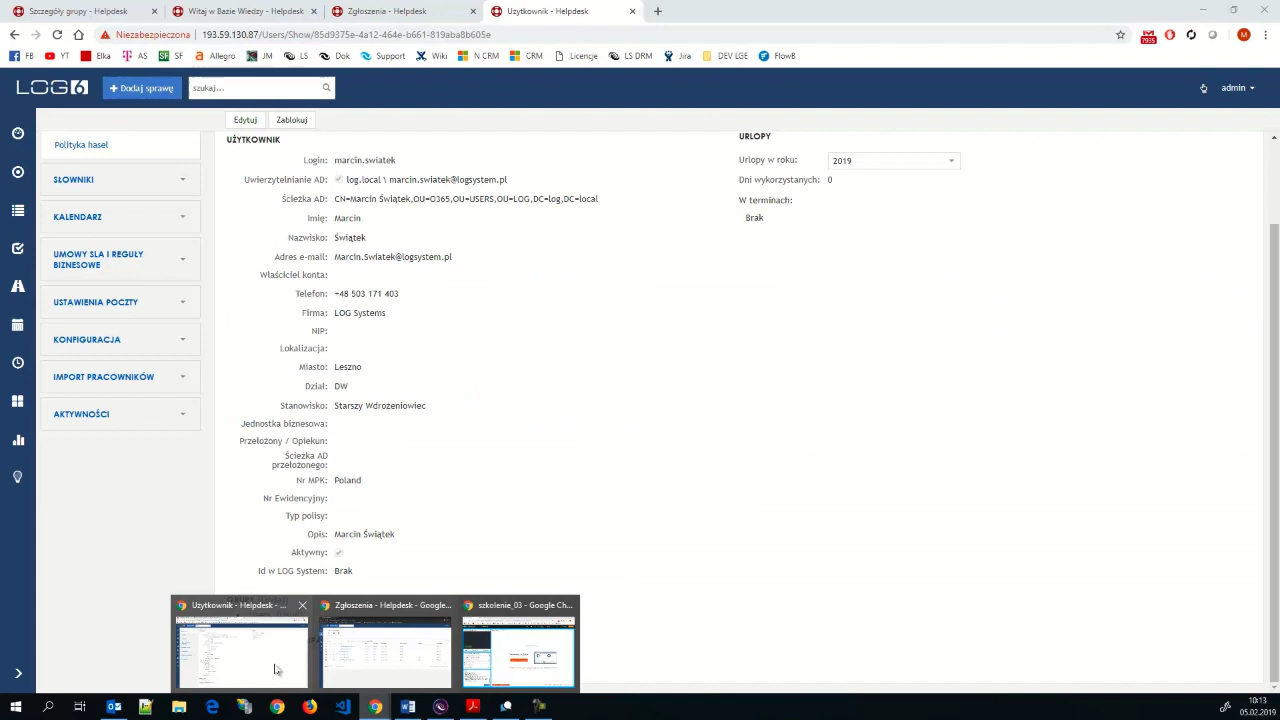 Szczegóły grupy - Helpdesk
Witaj w Bazie Wiedzy - Helpdesk
Zgłoszenia - Helpdesk
Użytkownik - Helpdesk
Niebezpieczona
193.59.130.87/Users/Show/85d9375e-4a12-464e-b661-819aba8b605e
7935
M
FB YT Elka AS SF Allegro JM LS Dok Support Wiki N CRM CRM Licencje LS DRM Jira DEV LGE FlowB
LOG6
Dodaj sprawę
szukaj...
admin
Edytuj
Zablokuj
Polityka haseł
SŁOWNIKI
KALENDARZ
UMOWY SLA I REGUŁY
BIZNESOWE
USTAWIENIA POCZTY
KONFIGURACJA
IMPORT PRACOWNIKÓW
AKTYWNOŚCI
UŻYTKOWNIK
Login: marcin.swiatek
Uwierzytelnianie AD: log.local \ marcin.swiatek@logsystem.pl
Ścieżka AD: CN=Marcin Świątek,OU=O365,OU=USERS,OU=LOG,DC=log,DC=local
Imię: Marcin
Nazwisko: Świątek
Adres e-mail: Marcin.Swiatek@logsystem.pl
Właściciel konta:
Telefon: +48 503 171 403
Firma: LOG Systems
NIP:
Lokalizacja:
Miasto: Leszno
Dział: DW
Stanowisko: Starszy Wdrożeniowiec
Jednostka biznesowa:
Przełożony / Opiekun:
Ścieżka AD
przełożonego:
Nr MPK: Poland
Nr Ewidencyjny:
Typ polisy:
Opis: Marcin Świątek
Aktywny:
Id w LOG System: Brak
URLOPY
Urlopy w roku: 2019
Dni wykorzystanych: 0
W terminach:
Brak
Użytkownik - Helpdesk - ...
Zgłoszenia - Helpdesk - Google...
szkolenie_03 - Google Ch...
10:13
05.02.2019